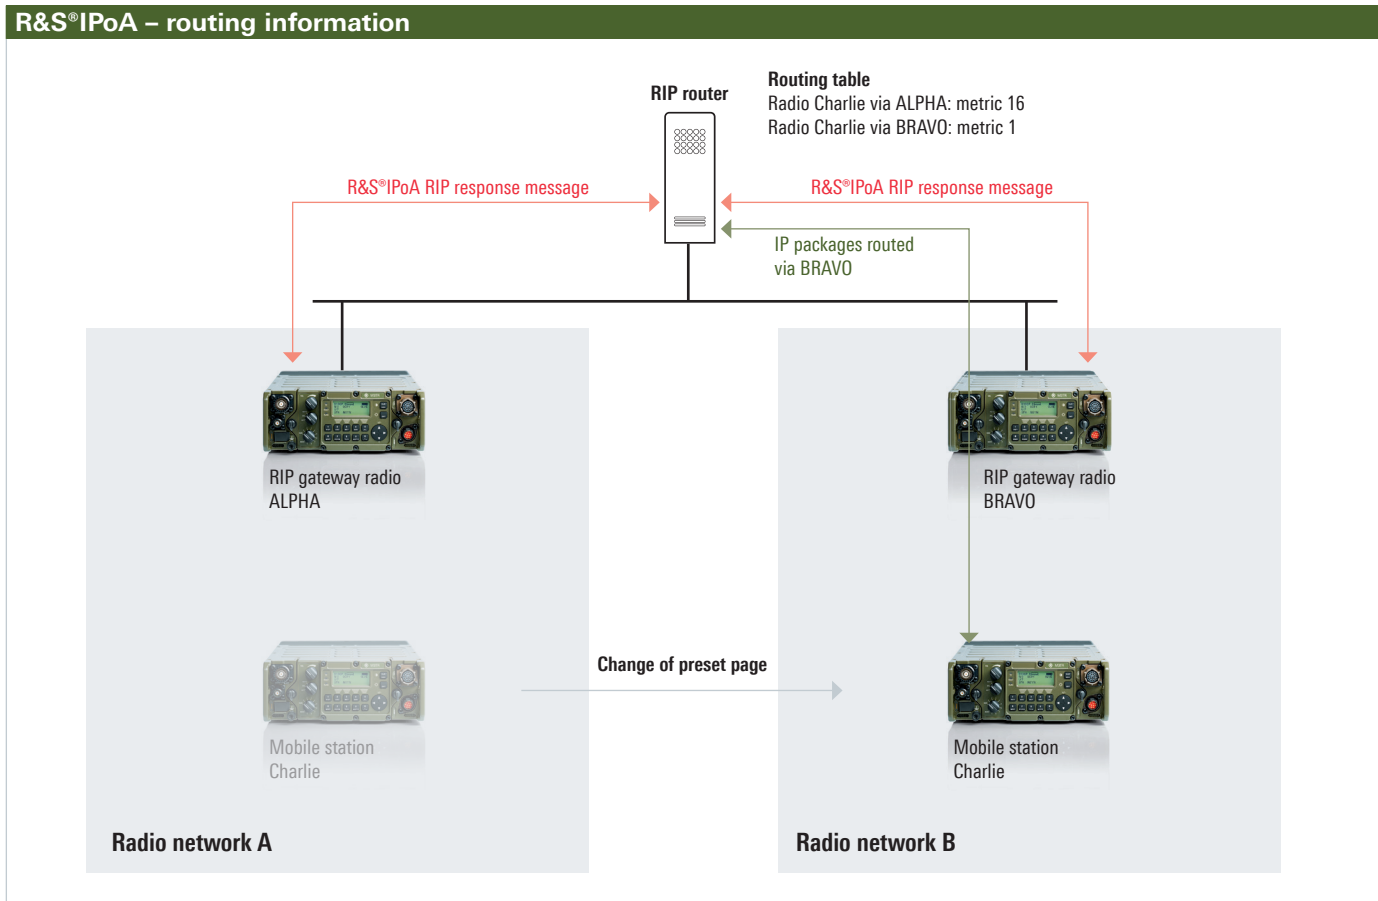 R&S®IPoA – routing information
RIP router
Routing table
Radio Charlie via ALPHA: metric 16
Radio Charlie via BRAVO: metric 1
R&S®IPoA RIP response message
R&S®IPoA RIP response message
IP packages routed
via BRAVO
RIP gateway radio
ALPHA
RIP gateway radio
BRAVO
Change of preset page
Mobile station
Charlie
Mobile station
Charlie
Radio network A
Radio network B